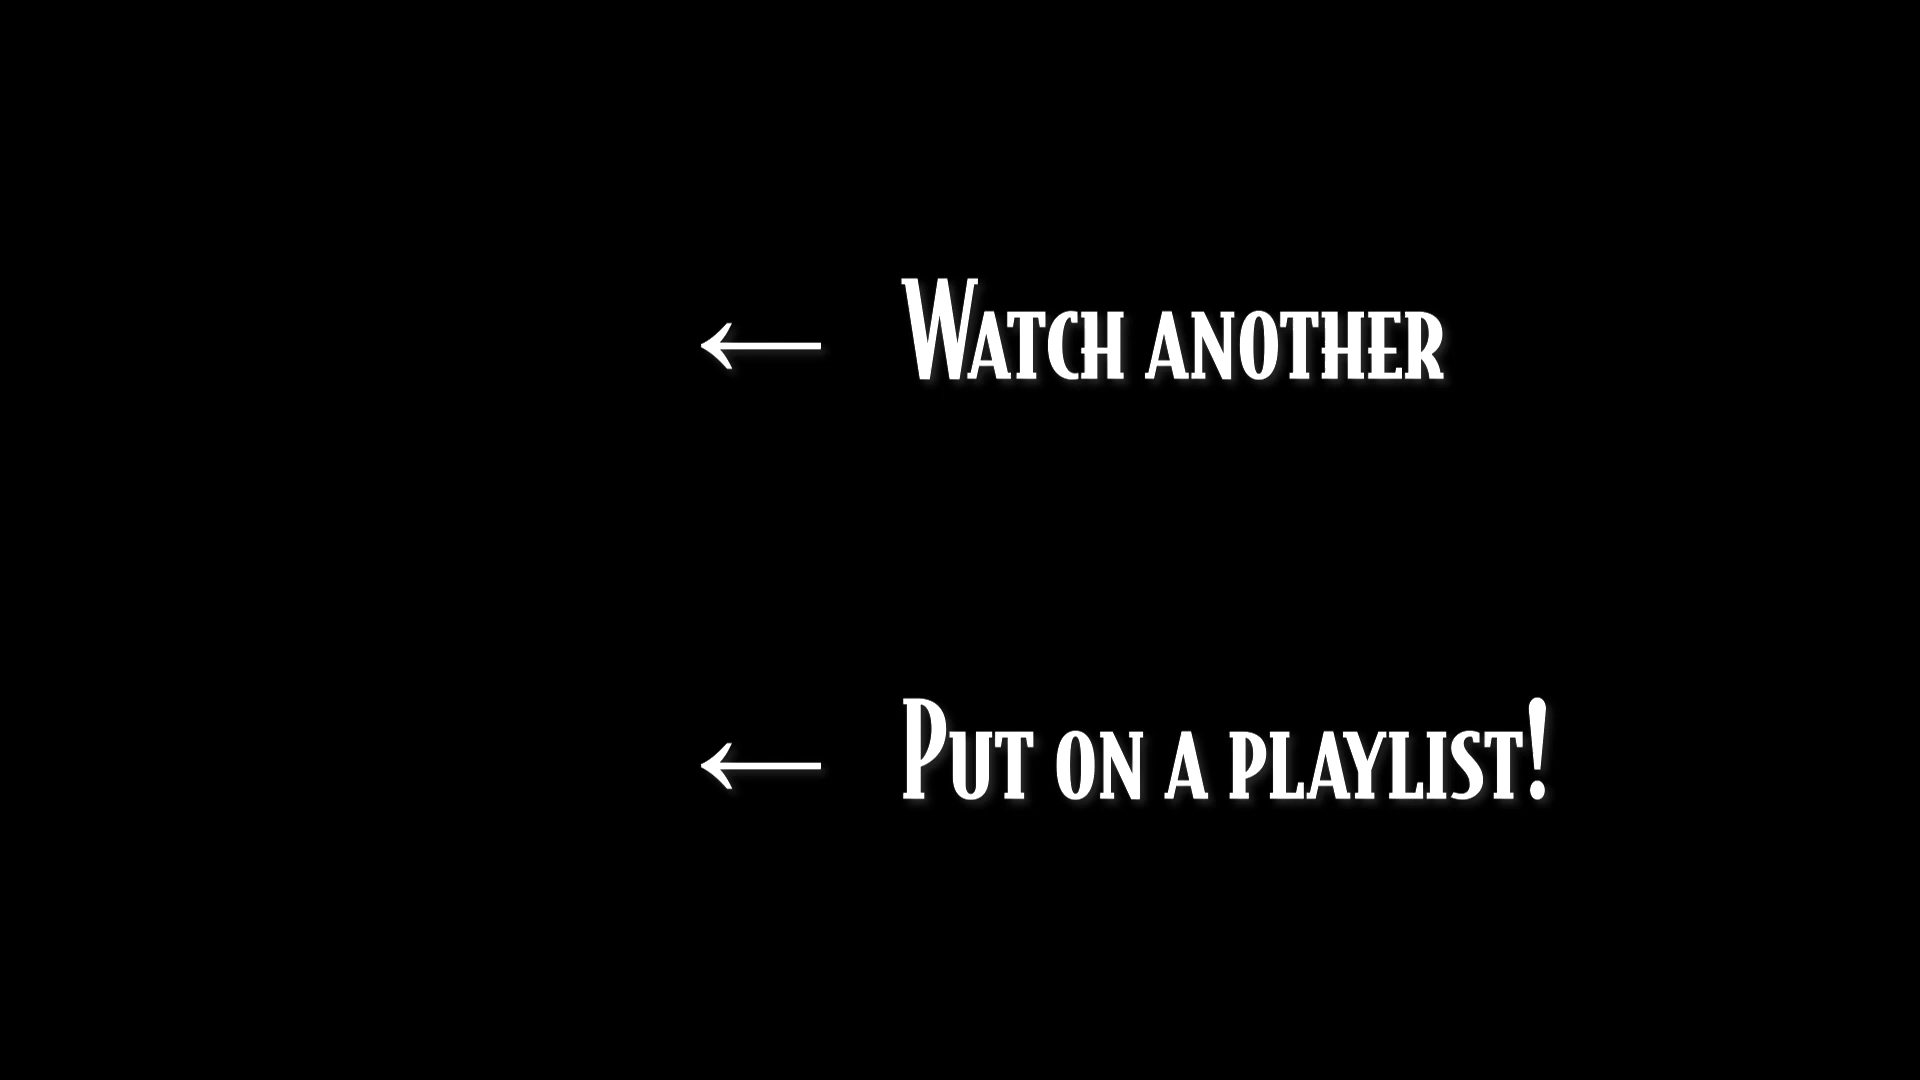 ← Watch another
← Put on a playlist!